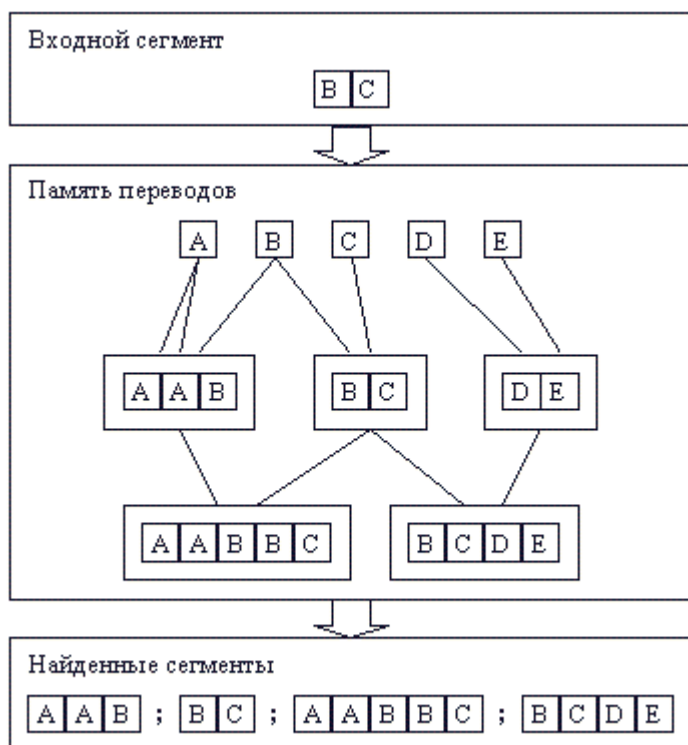 Входной сегмент
B C
Память переводов
A B C D E
A A B B C D E
A A B B C B C D E
Найденные сегменты
A A B ; B C ; A A B B C ; B C D E